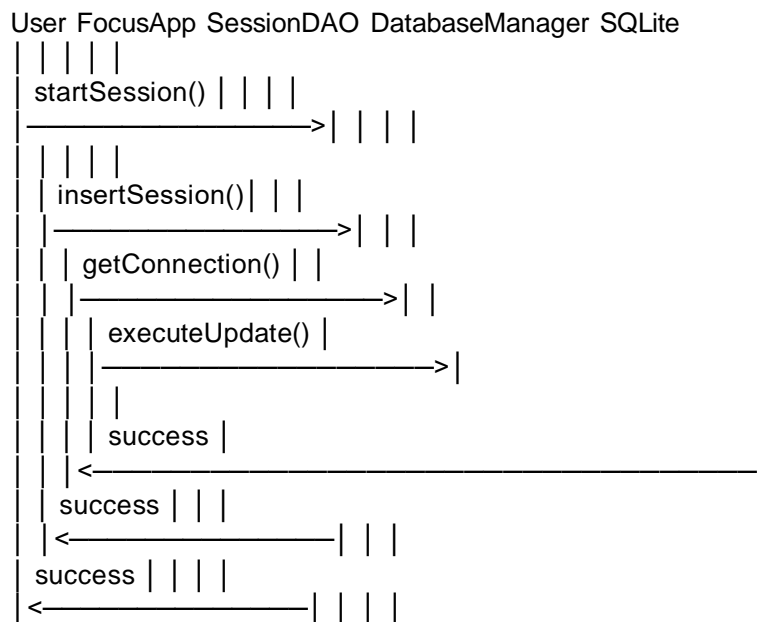 User FocusApp SessionDAO DatabaseManager SQLite
│ │ │ │ │
│ startSession() │ │ │ │
│──────────────────>│ │ │ │
│ │ │ │ │
│ │ insertSession()│ │ │
│ │──────────────────>│ │ │
│ │ │ getConnection() │ │
│ │ │───────────────────>│ │
│ │ │ │ executeUpdate() │
│ │ │ │─────────────────────>│
│ │ │ │ │
│ │ │ │ success │
│ │ │<──────────────────────────────────────────
│ │ success │ │ │
│ │<─────────────────│ │ │
│ success │ │ │ │
│<─────────────────│ │ │ │